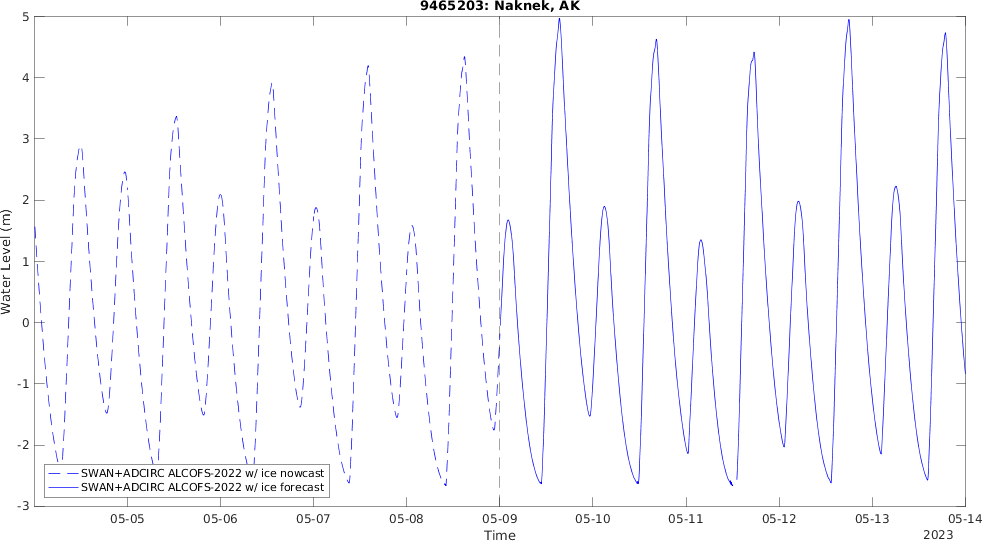 9465203: Naknek, AK
5
4
3
2
1
0
-1
-2
-3
Water Level (m)
SWAN+ADCIRC ALCOFS-2022 w/ ice nowcast
SWAN+ADCIRC ALCOFS-2022 w/ ice forecast
05-05 05-06 05-07 05-08 05-09 05-10 05-11 05-12 05-13 05-14
Time
2023